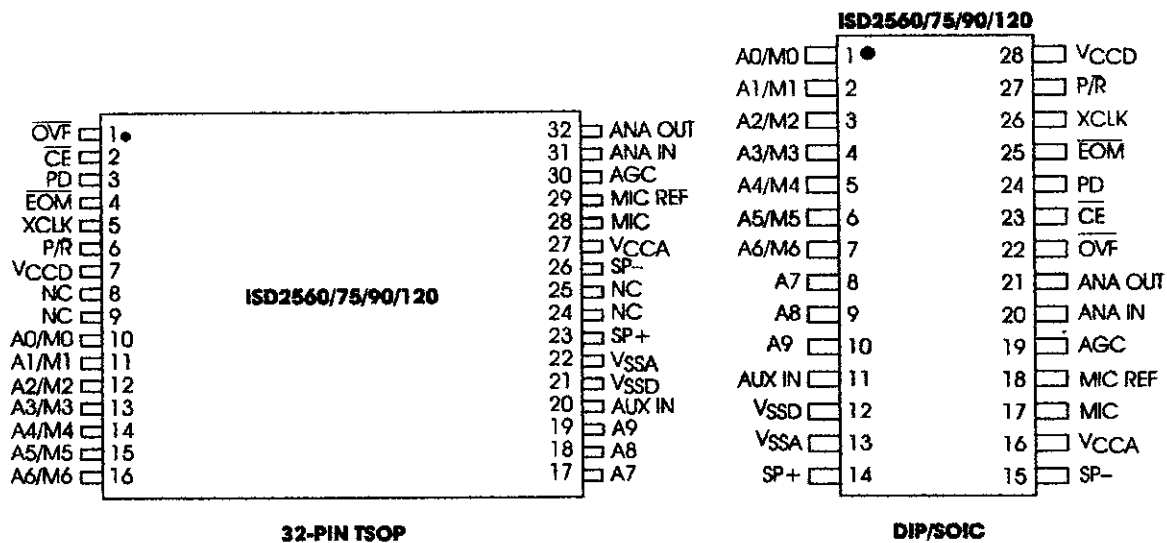 ISD2560/75/90/120
A0/M0 1 28 VCCD
A1/M1 2 27 P/R̅
A2/M2 3 26 XCLK
A3/M3 4 25 E̅O̅M̅
A4/M4 5 24 PD
A5/M5 6 23 C̅E̅
A6/M6 7 22 O̅V̅F̅
A7 8 21 ANA OUT
A8 9 20 ANA IN
A9 10 19 AGC
AUX IN 11 18 MIC REF
VSSD 12 17 MIC
VSSA 13 16 VCCA
SP+ 14 15 SP–
DIP/SOIC
O̅V̅F̅ 1 32 ANA OUT
C̅E̅ 2 31 ANA IN
PD 3 30 AGC
E̅O̅M̅ 4 29 MIC REF
XCLK 5 28 MIC
P/R̅ 6 27 VCCA
VCCD 7 26 SP–
NC 8 25 NC
NC 9 24 NC
ISD2560/75/90/120
A0/M0 10 23 SP+
A1/M1 11 22 VSSA
A2/M2 12 21 VSSD
A3/M3 13 20 AUX IN
A4/M4 14 19 A9
A5/M5 15 18 A8
A6/M6 16 17 A7
32-PIN TSOP